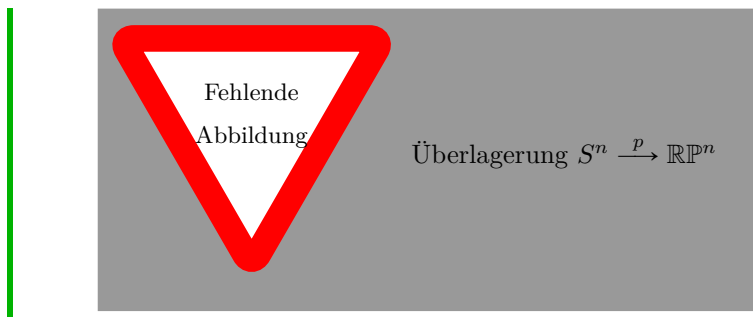 Fehlende
Abbildung
Überlagerung $S^n \xrightarrow{p} \mathbb{RP}^n$